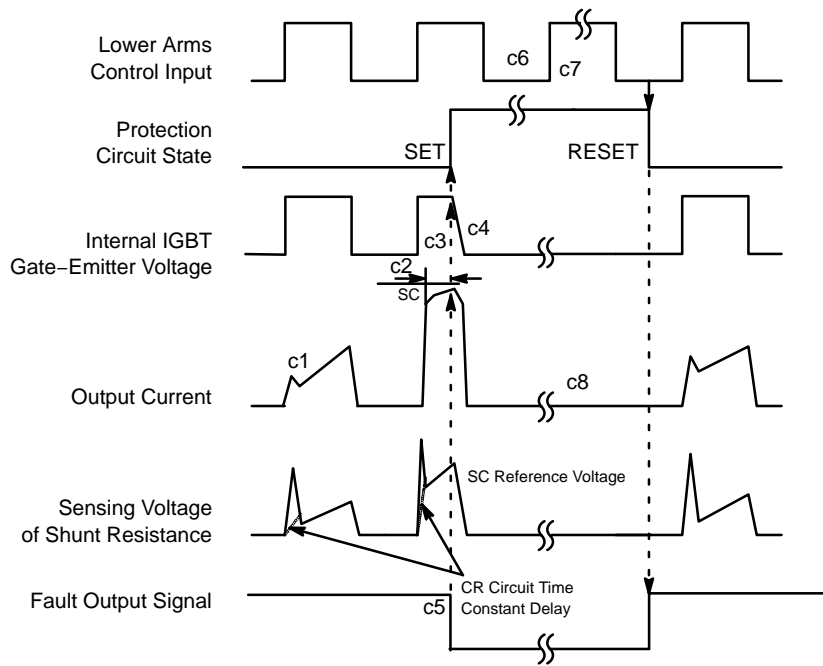 Lower Arms
Control Input
c6
c7
Protection
Circuit State
SET
RESET
Internal IGBT
Gate−Emitter Voltage
c3
c4
c2
SC
c1
Output Current
c8
SC Reference Voltage
Sensing Voltage
of Shunt Resistance
CR Circuit Time
Constant Delay
Fault Output Signal
c5